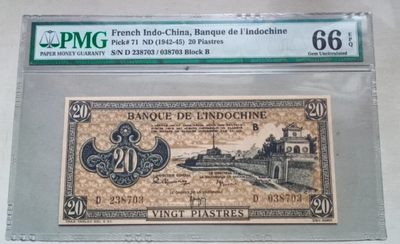 PMG
PAPER MONEY GUARANTY
French Indo-China, Banque de l'indochine
Pick# 71 ND (1942-45) 20 Piastres
S/N D 238703 / 038703 Block B
66 EPQ
Gem Uncirculated
20
20
BANQUE DE L'INDOCHINE
B
20
D 238703
D 038703
20
VINGT PIASTRES
20